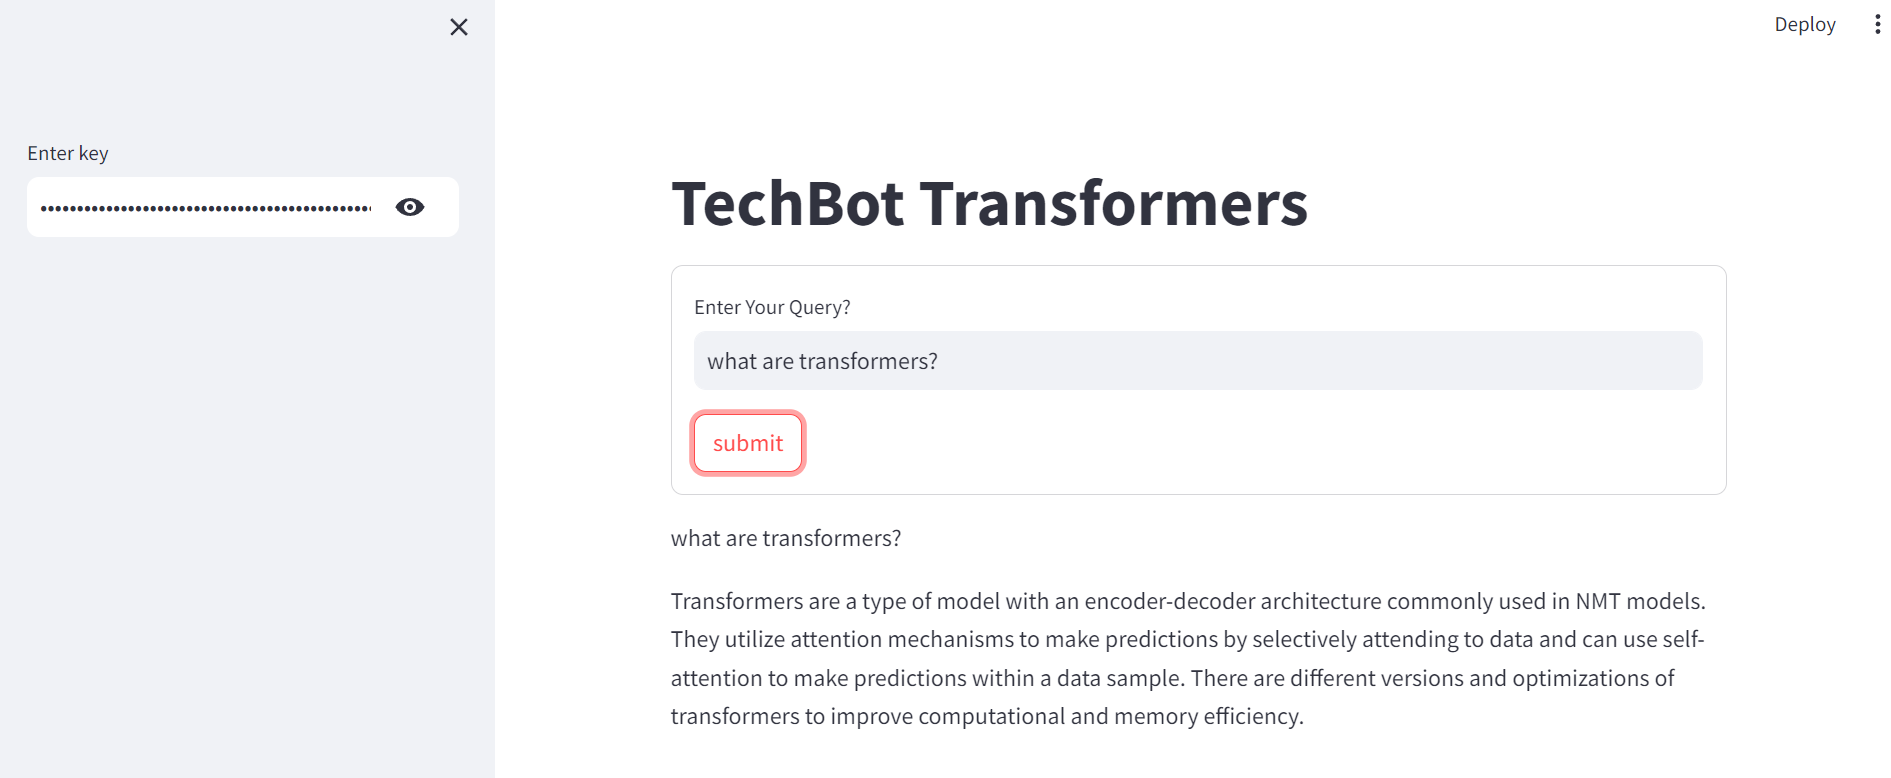 Deploy
Enter key
TechBot Transformers
Enter Your Query?
what are transformers?
submit
what are transformers?
Transformers are a type of model with an encoder-decoder architecture commonly used in NMT models.
They utilize attention mechanisms to make predictions by selectively attending to data and can use self-
attention to make predictions within a data sample. There are different versions and optimizations of
transformers to improve computational and memory efficiency.